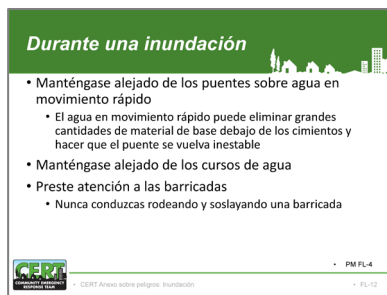 Durante una inundación
• Manténgase alejado de los puentes sobre agua en
movimiento rápido
• El agua en movimiento rápido puede eliminar grandes
cantidades de material de base debajo de los cimientos y
hacer que el puente se vuelva inestable
• Manténgase alejado de los cursos de agua
• Preste atención a las barricadas
• Nunca conduzcas rodeando y soslayando una barricada
• PM FL-4
CERT
COMMUNITY EMERGENCY
RESPONSE TEAM
• CERT Anexo sobre peligros: Inundación
• FL-12